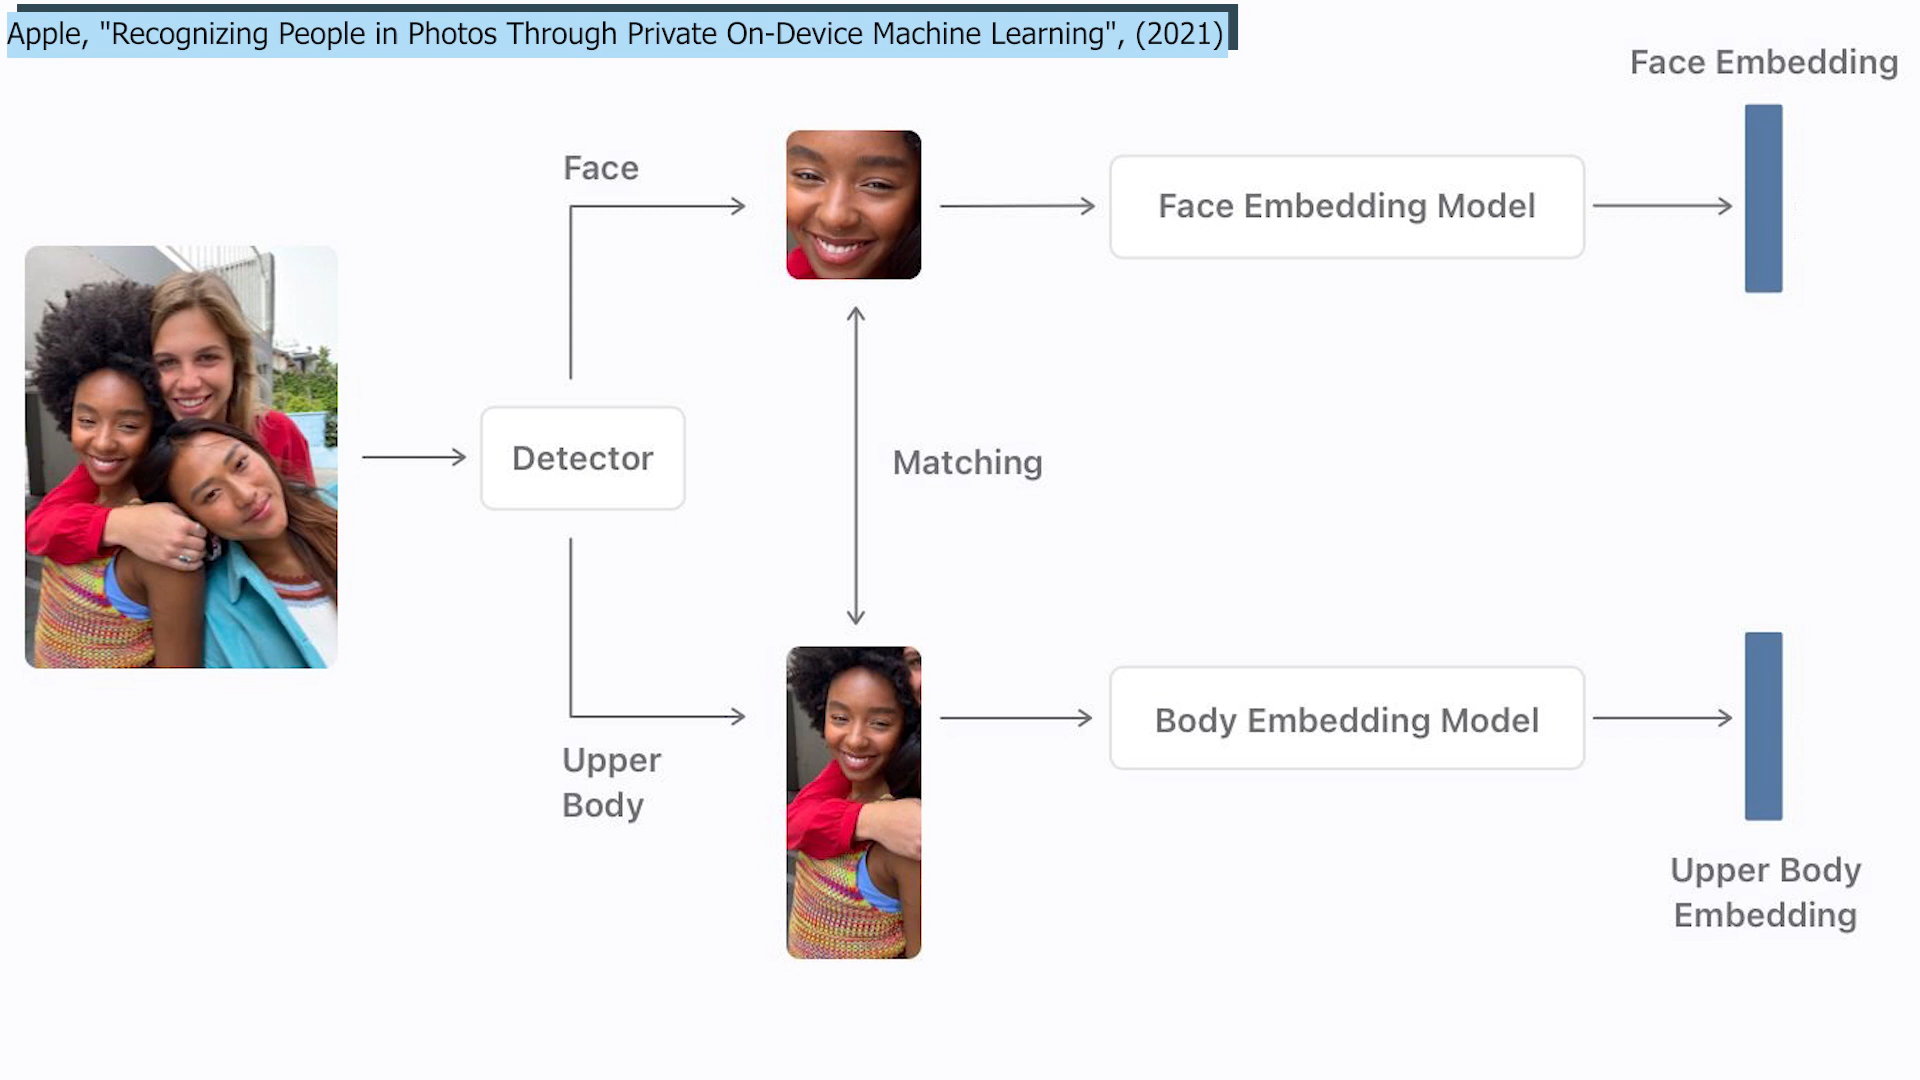 Apple, "Recognizing People in Photos Through Private On-Device Machine Learning", (2021)
Face Embedding
Face
Face Embedding Model
Detector
Matching
Upper
Body
Body Embedding Model
Upper Body
Embedding